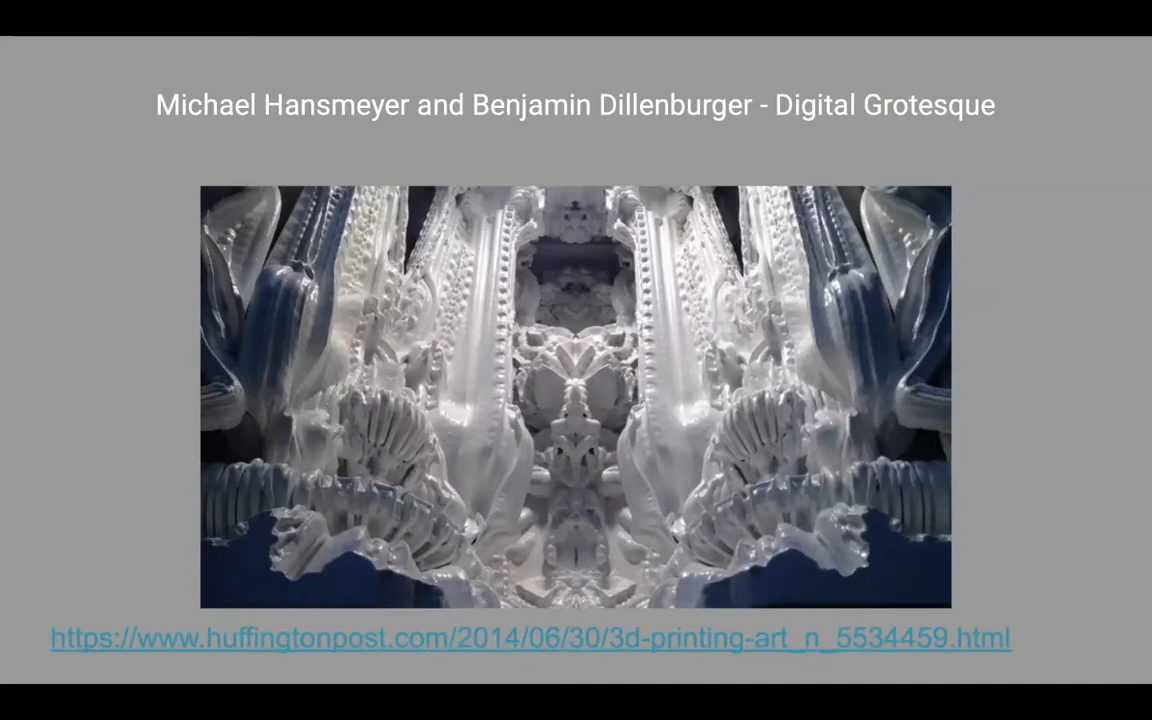 Michael Hansmeyer and Benjamin Dillenburger - Digital Grotesque
https://www.huffingtonpost.com/2014/06/30/3d-printing-art_n_5534459.html